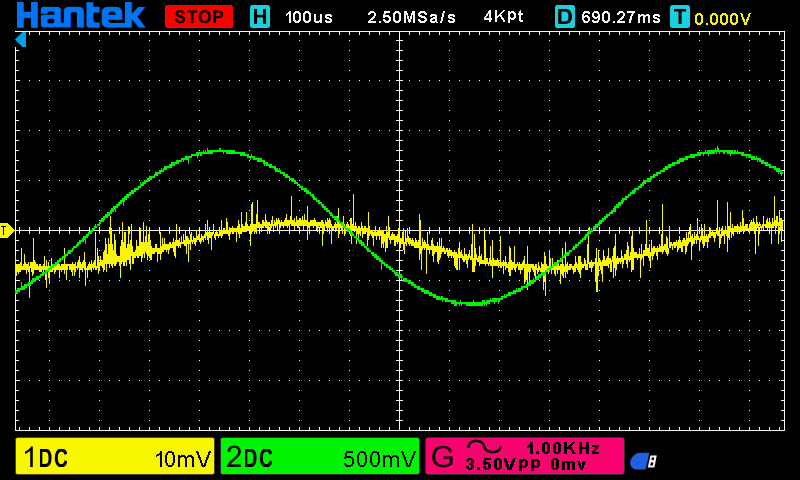 Hantek STOP H 100us 2.50MSa/s 4Kpt D 690.27ms T 0.000V
T
1DC 10mV 2DC 500mV G 1.00KHz
3.50Vpp 0mv
8